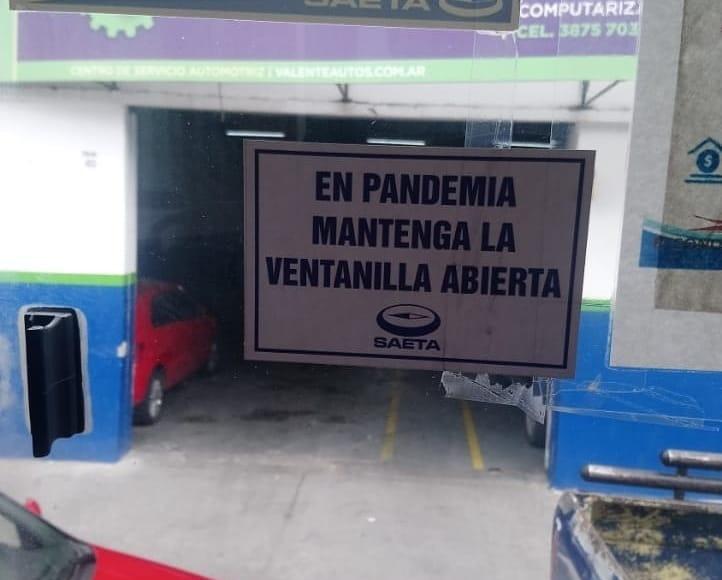 SAETA
COMPUTARIZ
CEL. 3875 703
CENTRO DE SERVICIO AUTOMOTRIZ | VALENTEAUTOS.COM.AR
EN PANDEMIA
MANTENGA LA
VENTANILLA ABIERTA
SAETA